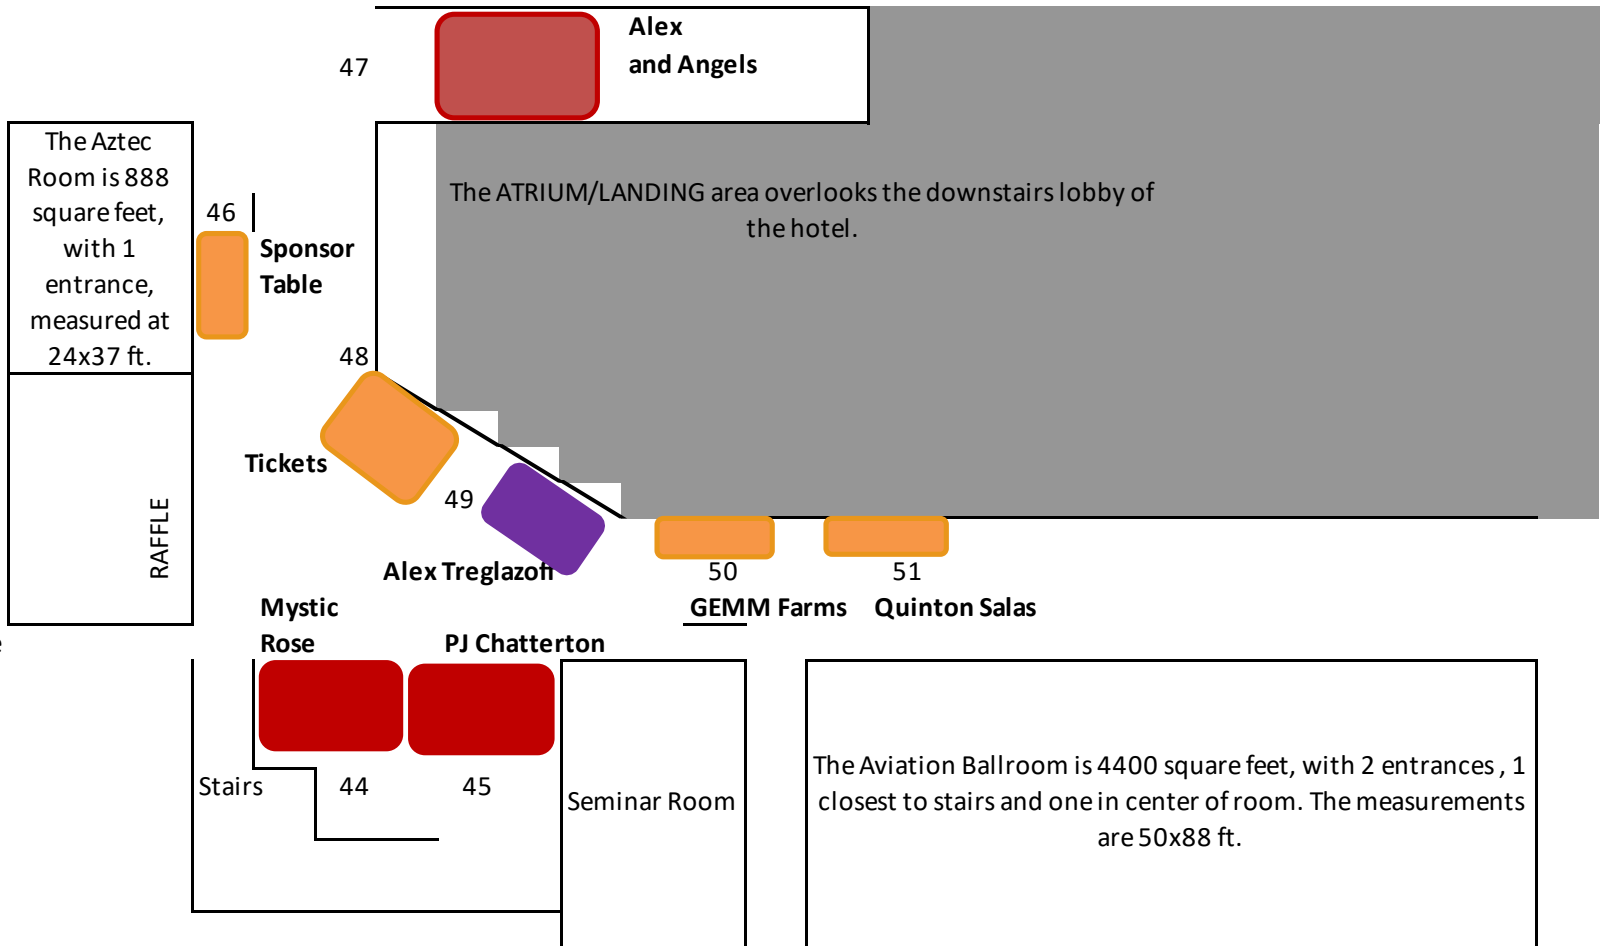 Alex
and Angels
47
The Aztec
Room is 888
square feet,
with 1
entrance,
measured at
24x37 ft.
46
Sponsor
Table
The ATRIUM/LANDING area overlooks the downstairs lobby of
the hotel.
48
Tickets
49
RAFFLE
Alex Treglazoff
50
51
GEMM Farms
Quinton Salas
Mystic
Rose
PJ Chatterton
Stairs
44
45
Seminar Room
The Aviation Ballroom is 4400 square feet, with 2 entrances , 1
closest to stairs and one in center of room. The measurements
are 50x88 ft.